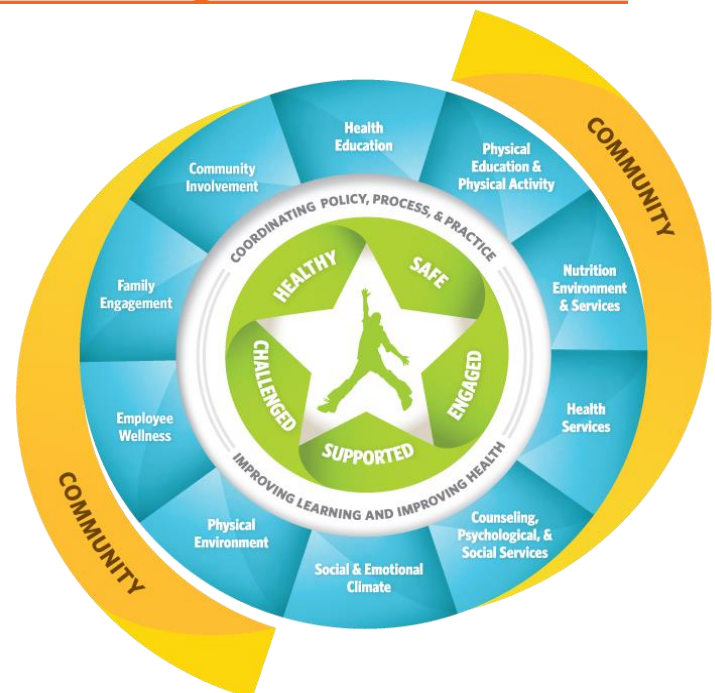 COMMUNITY
Health
Education
Physical
Education &
Physical Activity
Nutrition
Environment
& Services
Health
Services
Counseling,
Psychological, &
Social Services
Social & Emotional
Climate
Physical
Environment
Employee
Wellness
Family
Engagement
Community
Involvement
COORDINATING POLICY, PROCESS, & PRACTICE
IMPROVING LEARNING AND IMPROVING HEALTH
HEALTHY
SAFE
ENGAGED
SUPPORTED
CHALLENGED
COMMUNITY